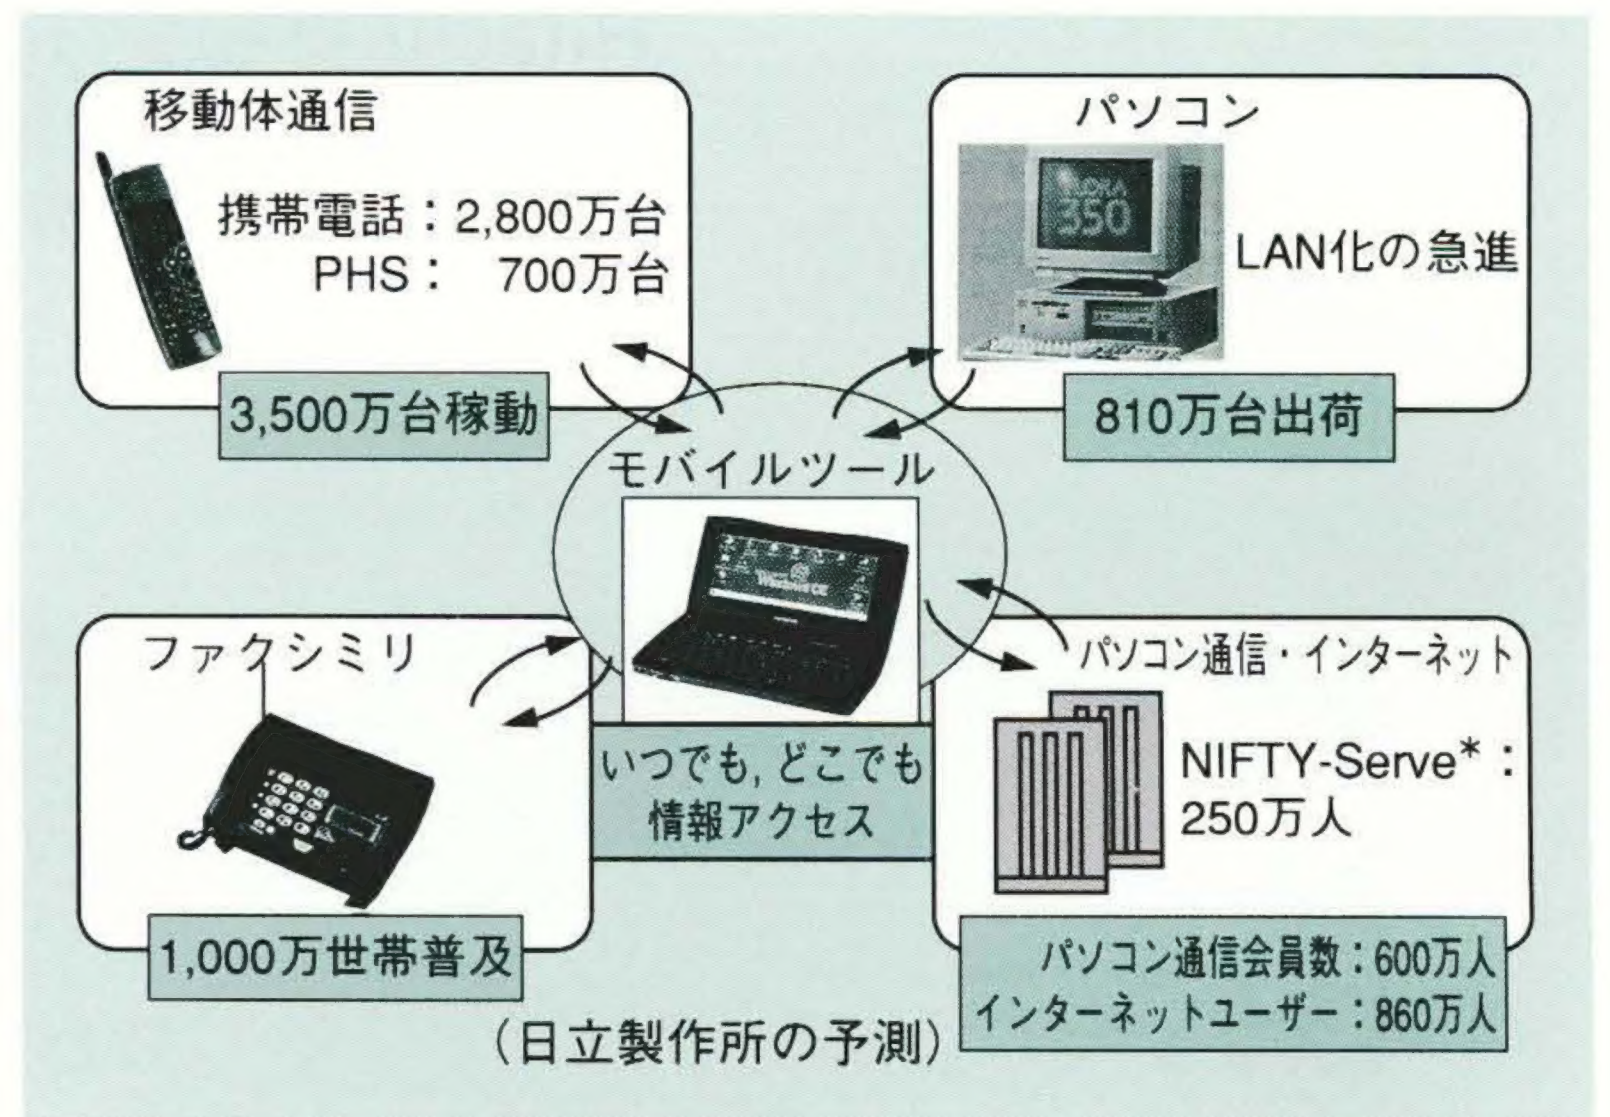 移動体通信
携帯電話：2,800万台
PHS： 700万台
3,500万台稼動
パソコン
350
LAN化の急進
810万台出荷
モバイルツール
Windows CE
いつでも, どこでも
情報アクセス
ファクシミリ
1,000万世帯普及
パソコン通信・インターネット
NIFTY-Serve*：
250万人
パソコン通信会員数：600万人
インターネットユーザー：860万人
（日立製作所の予測）